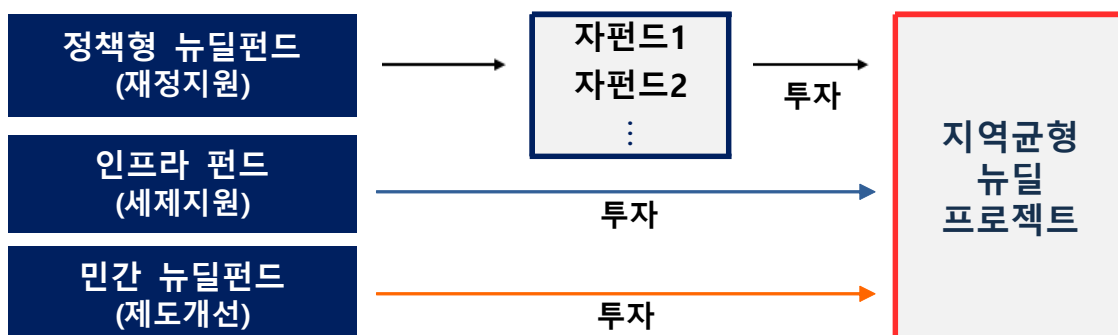 정책형 뉴딜펀드
(재정지원)
자펀드1
자펀드2
⋮
투자
인프라 펀드
(세제지원)
투자
민간 뉴딜펀드
(제도개선)
투자
지역균형
뉴딜
프로젝트